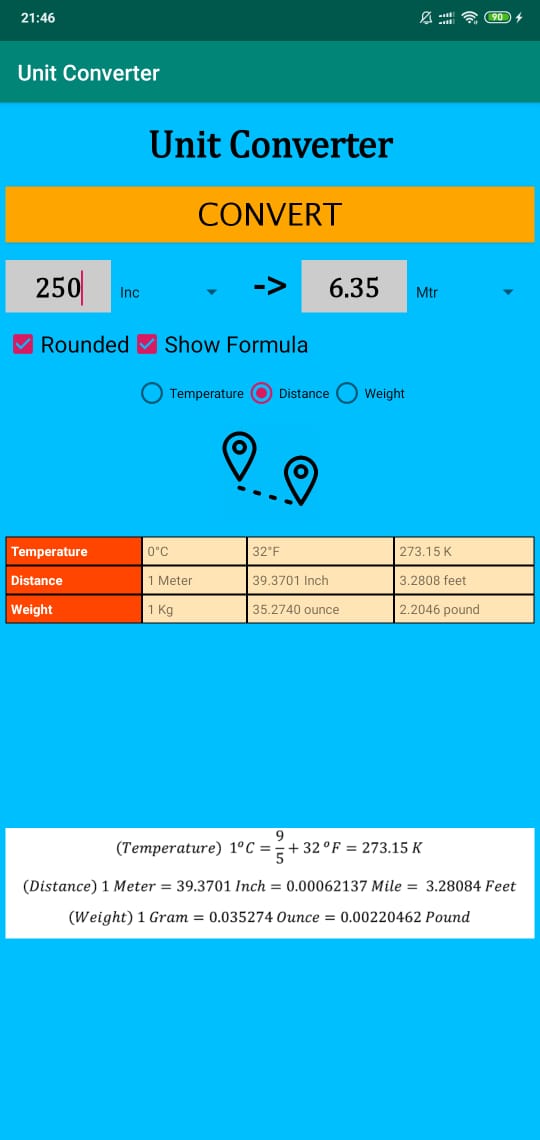 21:46 90
Unit Converter
Unit Converter
CONVERT
250 Inc -> 6.35 Mtr
Rounded Show Formula
Temperature Distance Weight
Temperature 0°C 32°F 273.15 K
Distance 1 Meter 39.3701 Inch 3.2808 feet
Weight 1 Kg 35.2740 ounce 2.2046 pound
(Temperature) 1°C = 9/5 + 32 °F = 273.15 K
(Distance) 1 Meter = 39.3701 Inch = 0.00062137 Mile = 3.28084 Feet
(Weight) 1 Gram = 0.035274 Ounce = 0.00220462 Pound